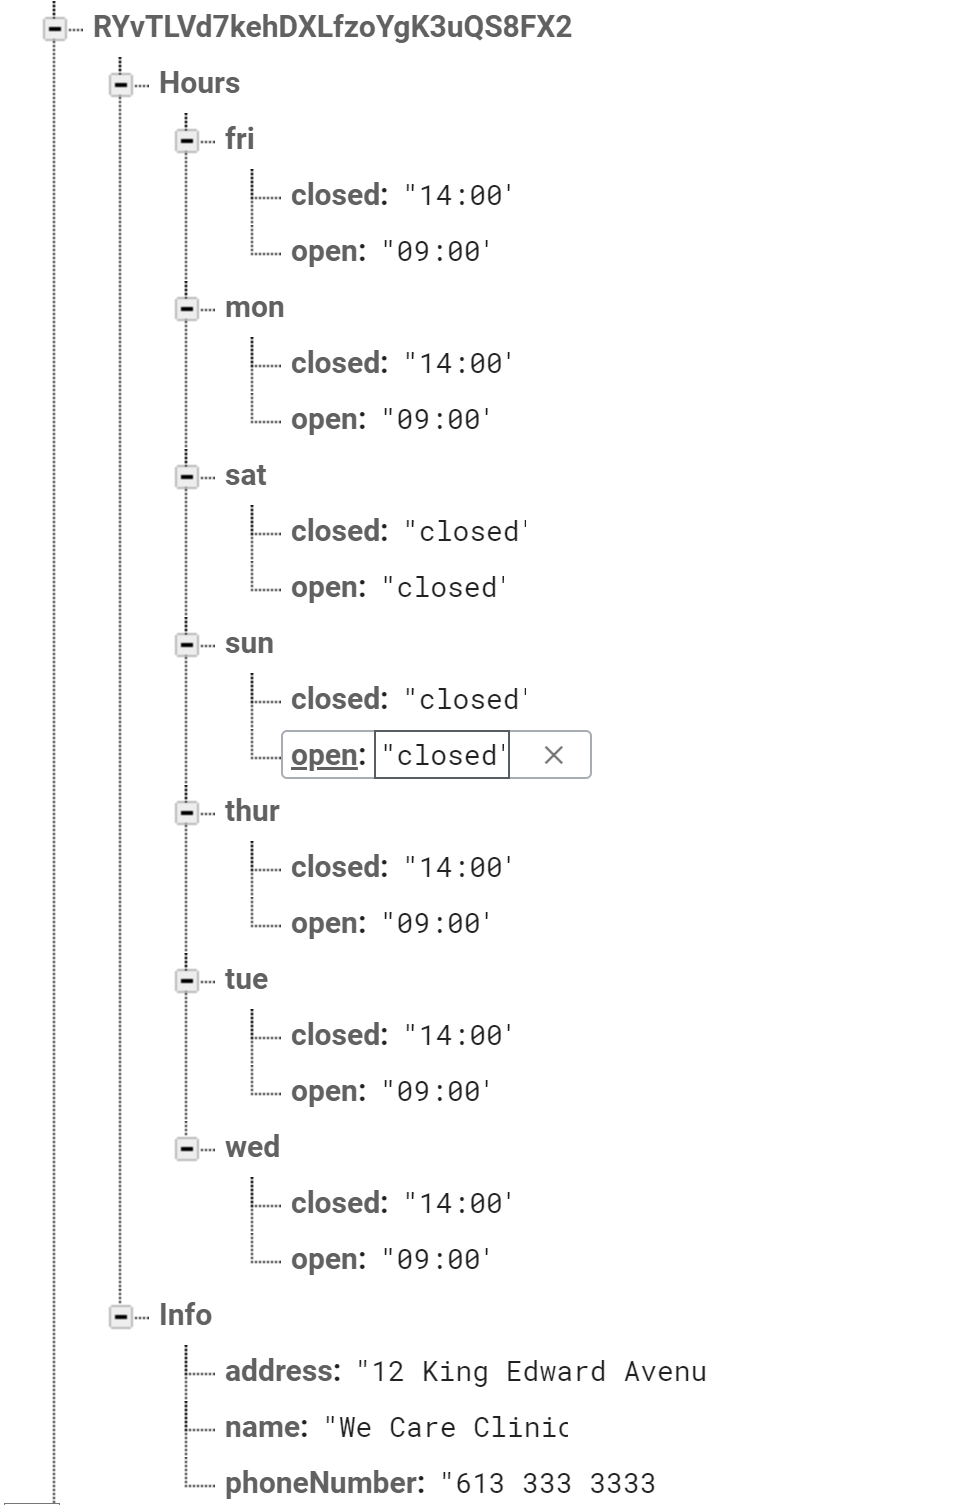 RYvTLVd7kehDXLfzoYgK3uQS8FX2
Hours
fri
closed: "14:00'
open: "09:00'
mon
closed: "14:00'
open: "09:00'
sat
closed: "closed'
open: "closed'
sun
closed: "closed'
open: "closed' ×
thur
closed: "14:00'
open: "09:00'
tue
closed: "14:00'
open: "09:00'
wed
closed: "14:00'
open: "09:00'
Info
address: "12 King Edward Avenu
name: "We Care Clinic
phoneNumber: "613 333 3333